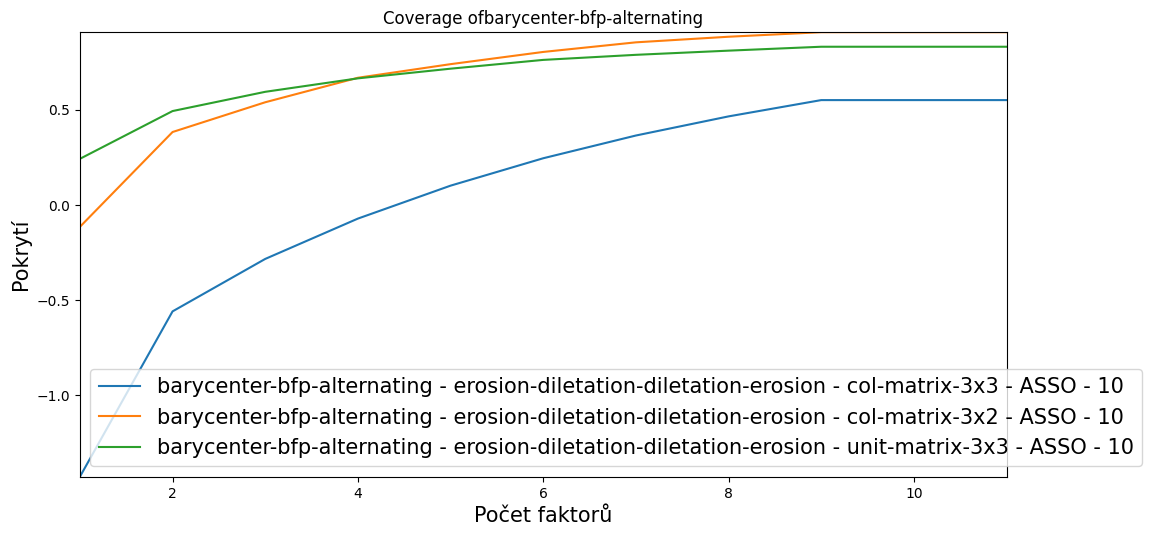 Coverage ofbarycenter-bfp-alternating
Pokrytí
0.5
0.0
−0.5
−1.0
barycenter-bfp-alternating - erosion-diletation-diletation-erosion - col-matrix-3x3 - ASSO - 10
barycenter-bfp-alternating - erosion-diletation-diletation-erosion - col-matrix-3x2 - ASSO - 10
barycenter-bfp-alternating - erosion-diletation-diletation-erosion - unit-matrix-3x3 - ASSO - 10
2 4 6 8 10
Počet faktorů